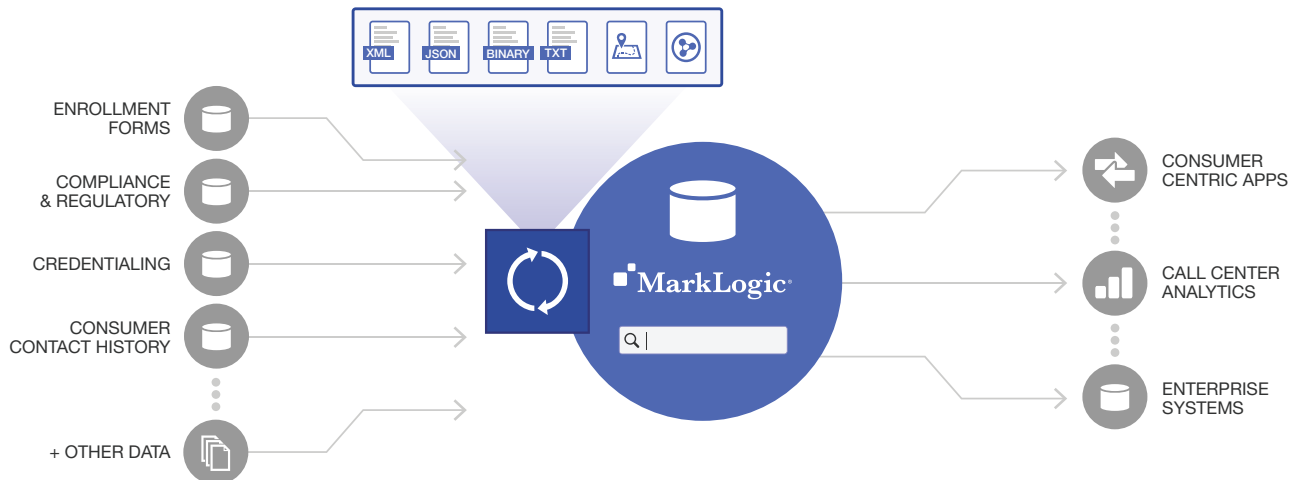 XML
JSON
BINARY
TXT
ENROLLMENT
FORMS
COMPLIANCE
& REGULATORY
CREDENTIALING
CONSUMER
CONTACT HISTORY
+ OTHER DATA
MarkLogic®
CONSUMER
CENTRIC APPS
CALL CENTER
ANALYTICS
ENTERPRISE
SYSTEMS